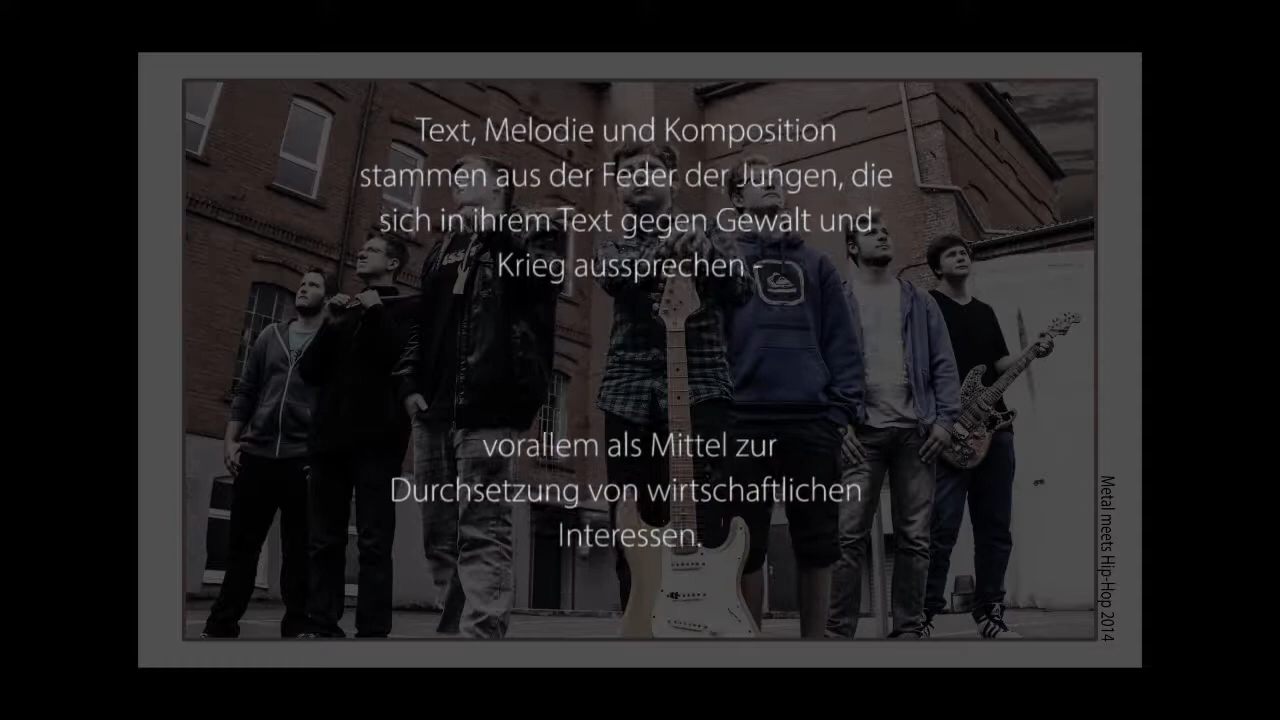 Text, Melodie und Komposition
stammen aus der Feder der Jungen, die
sich in ihrem Text gegen Gewalt und
Krieg aussprechen -
vorallem als Mittel zur
Durchsetzung von wirtschaftlichen
Interessen.
Metal meets Hip-Hop 2014